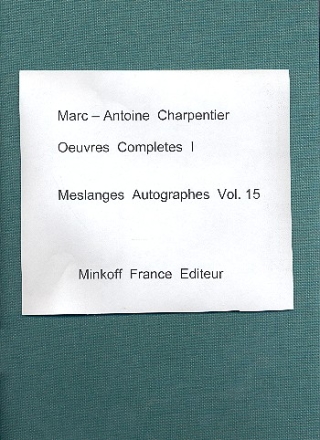 Marc – Antoine Charpentier
Oeuvres Completes I
Meslanges Autographes Vol. 15
Minkoff France Editeur